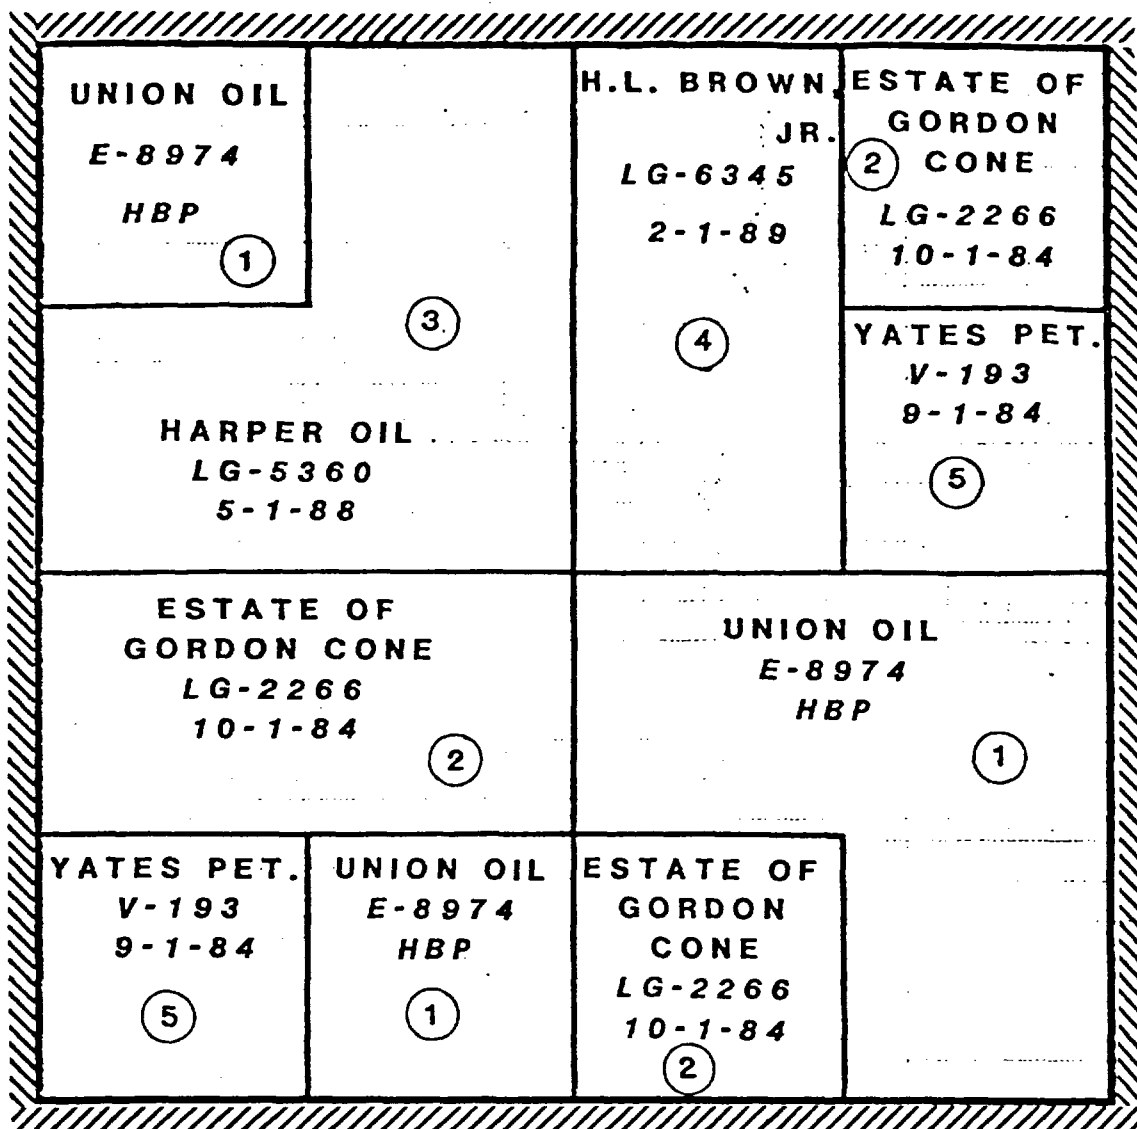 UNION OIL
E-8974
HBP
1
3
HARPER OIL
LG-5360
5-1-88
H.L. BROWN,
JR.
LG-6345
2-1-89
4
ESTATE OF
GORDON
2 CONE
LG-2266
10-1-84
YATES PET.
V-193
9-1-84
5
ESTATE OF
GORDON CONE
LG-2266
10-1-84
2
UNION OIL
E-8974
HBP
1
YATES PET.
V-193
9-1-84
5
UNION OIL
E-8974
HBP
1
ESTATE OF
GORDON
CONE
LG-2266
10-1-84
2